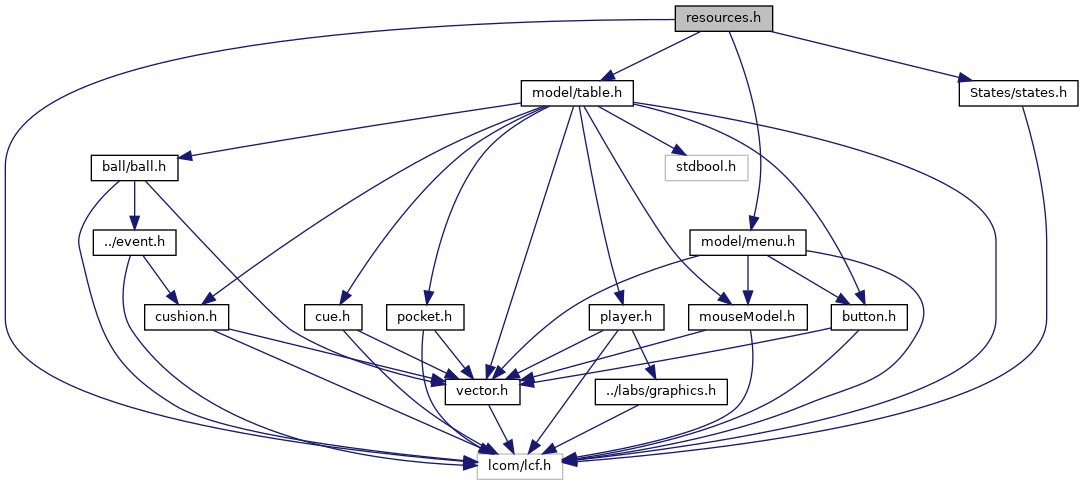 resources.h
model/table.h
States/states.h
ball/ball.h
stdbool.h
../event.h
model/menu.h
cushion.h
cue.h
pocket.h
player.h
mouseModel.h
button.h
vector.h
../labs/graphics.h
lcom/lcf.h